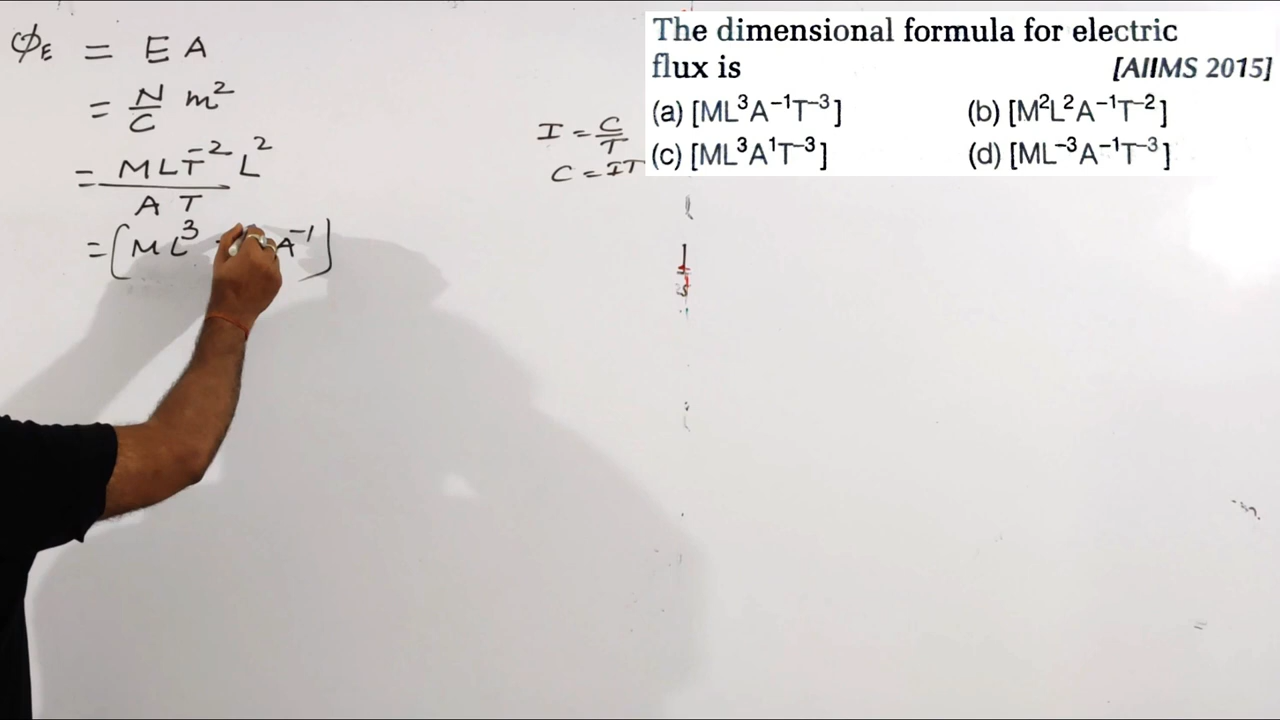 ϕE = E A
= N/C m²
= MLT⁻² L²
A T
= [ML³ A⁻¹]
I = C/T
C = IT
The dimensional formula for electric
flux is [AIIMS 2015]
(a) [ML³A⁻¹T⁻³] (b) [M²L²A⁻¹T⁻²]
(c) [ML³A¹T⁻³] (d) [ML⁻³A⁻¹T⁻³]